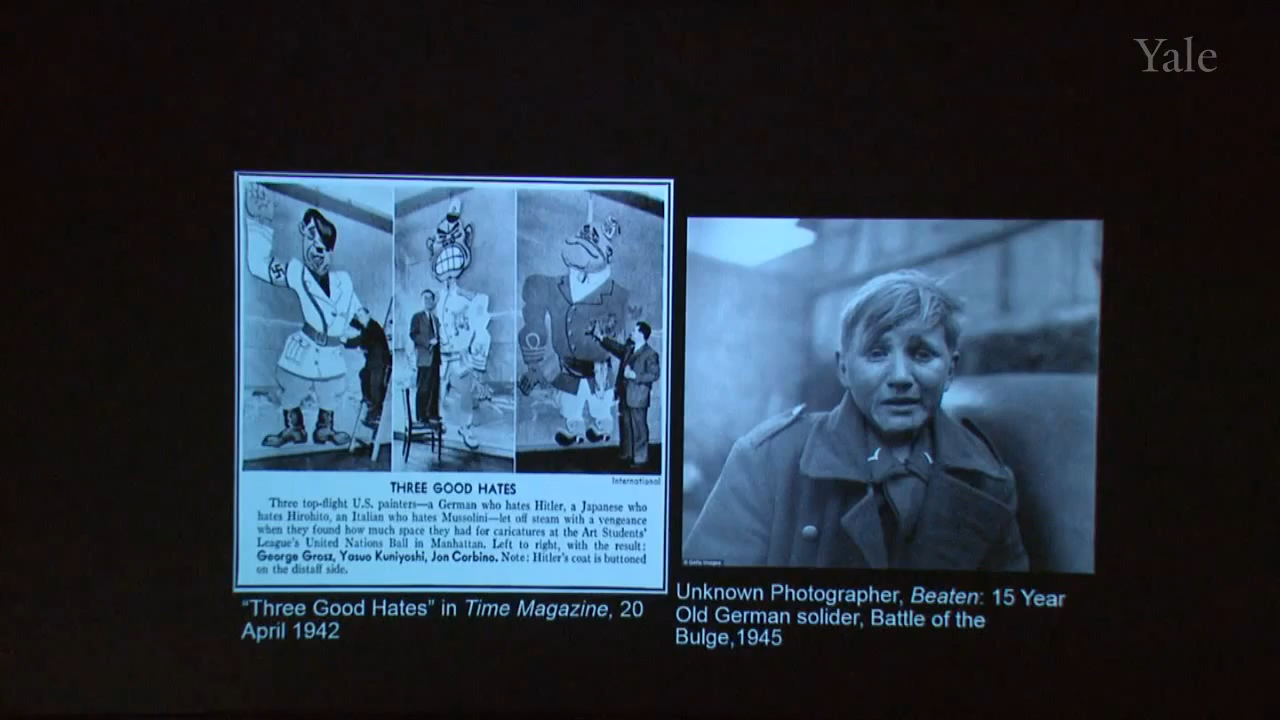 Yale
International
THREE GOOD HATES
Three top-flight U.S. painters—a German who hates Hitler, a Japanese who
hates Hirohito, an Italian who hates Mussolini—let off steam with a vengeance
when they found how much space they had for caricatures at the Art Students'
League's United Nations Ball in Manhattan. Left to right, with the result:
George Grosz, Yasuo Kuniyoshi, Jon Corbino. Note: Hitler's coat is buttoned
on the distaff side.
"Three Good Hates" in Time Magazine, 20
April 1942
© Getty Images
Unknown Photographer, Beaten: 15 Year
Old German solider, Battle of the
Bulge,1945